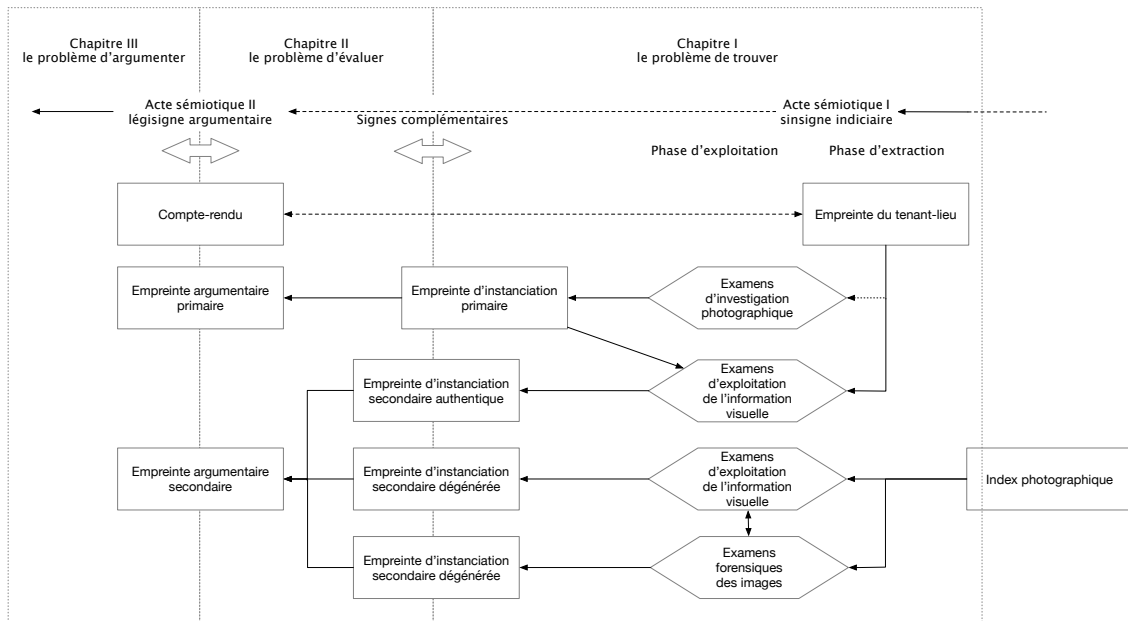 Chapitre III
le problème d'argumenter
Chapitre II
le problème d'évaluer
Chapitre I
le problème de trouver
Acte sémiotique II
légisigne argumentaire
Signes complémentaires
Acte sémiotique I
sinsigne indiciaire
Phase d'exploitation
Phase d'extraction
Compte-rendu
Empreinte du tenant-lieu
Empreinte argumentaire
primaire
Empreinte d'instanciation
primaire
Examens
d'investigation
photographique
Empreinte d'instanciation
secondaire authentique
Examens
d'exploitation
de l'information
visuelle
Empreinte argumentaire
secondaire
Empreinte d'instanciation
secondaire dégénérée
Examens
d'exploitation
de l'information
visuelle
Index photographique
Empreinte d'instanciation
secondaire dégénérée
Examens
forensiques
des images